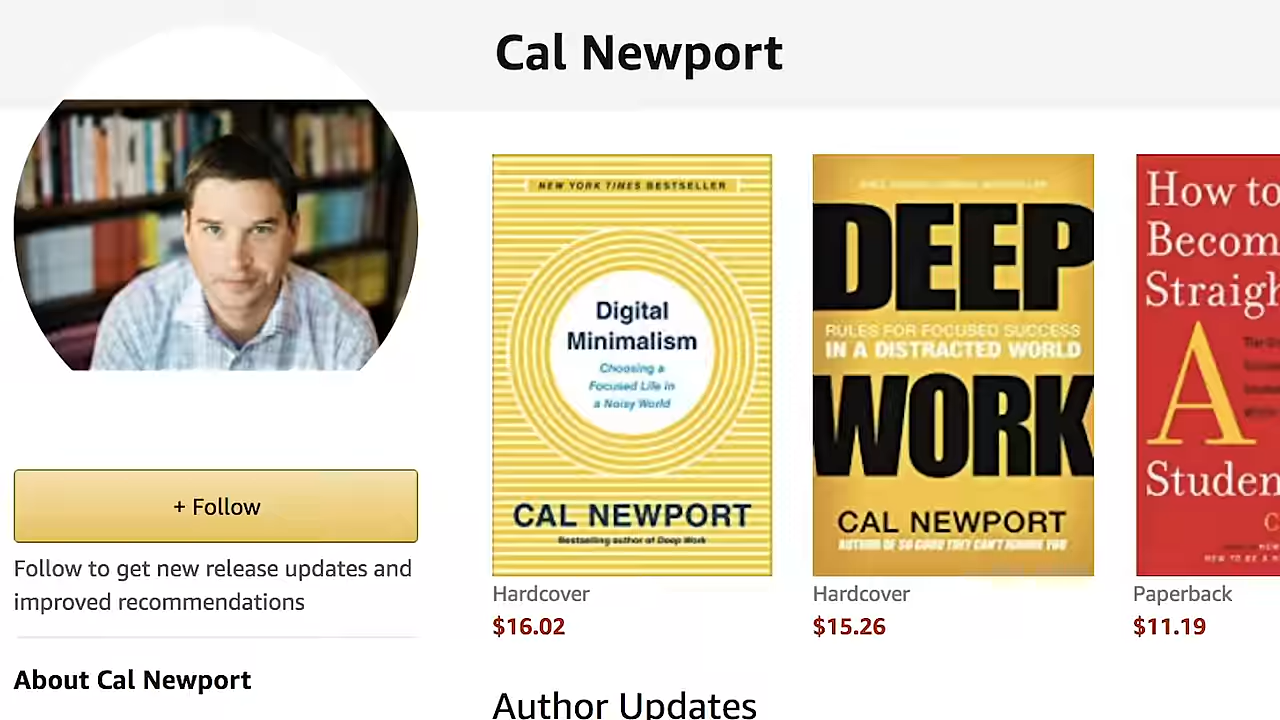 Cal Newport
NEW YORK TIMES BESTSELLER
Digital
Minimalism
Choosing a
Focused Life in
a Noisy World
CAL NEWPORT
Bestselling author of Deep Work
Hardcover
$16.02
DEEP
RULES FOR FOCUSED SUCCESS
IN A DISTRACTED WORLD
WORK
CAL NEWPORT
AUTHOR OF SO GOOD THEY CAN'T IGNORE YOU
Hardcover
$15.26
How to
Becom
Straigh
A
Studen
Paperback
$11.19
+ Follow
Follow to get new release updates and
improved recommendations
About Cal Newport
Author Updates